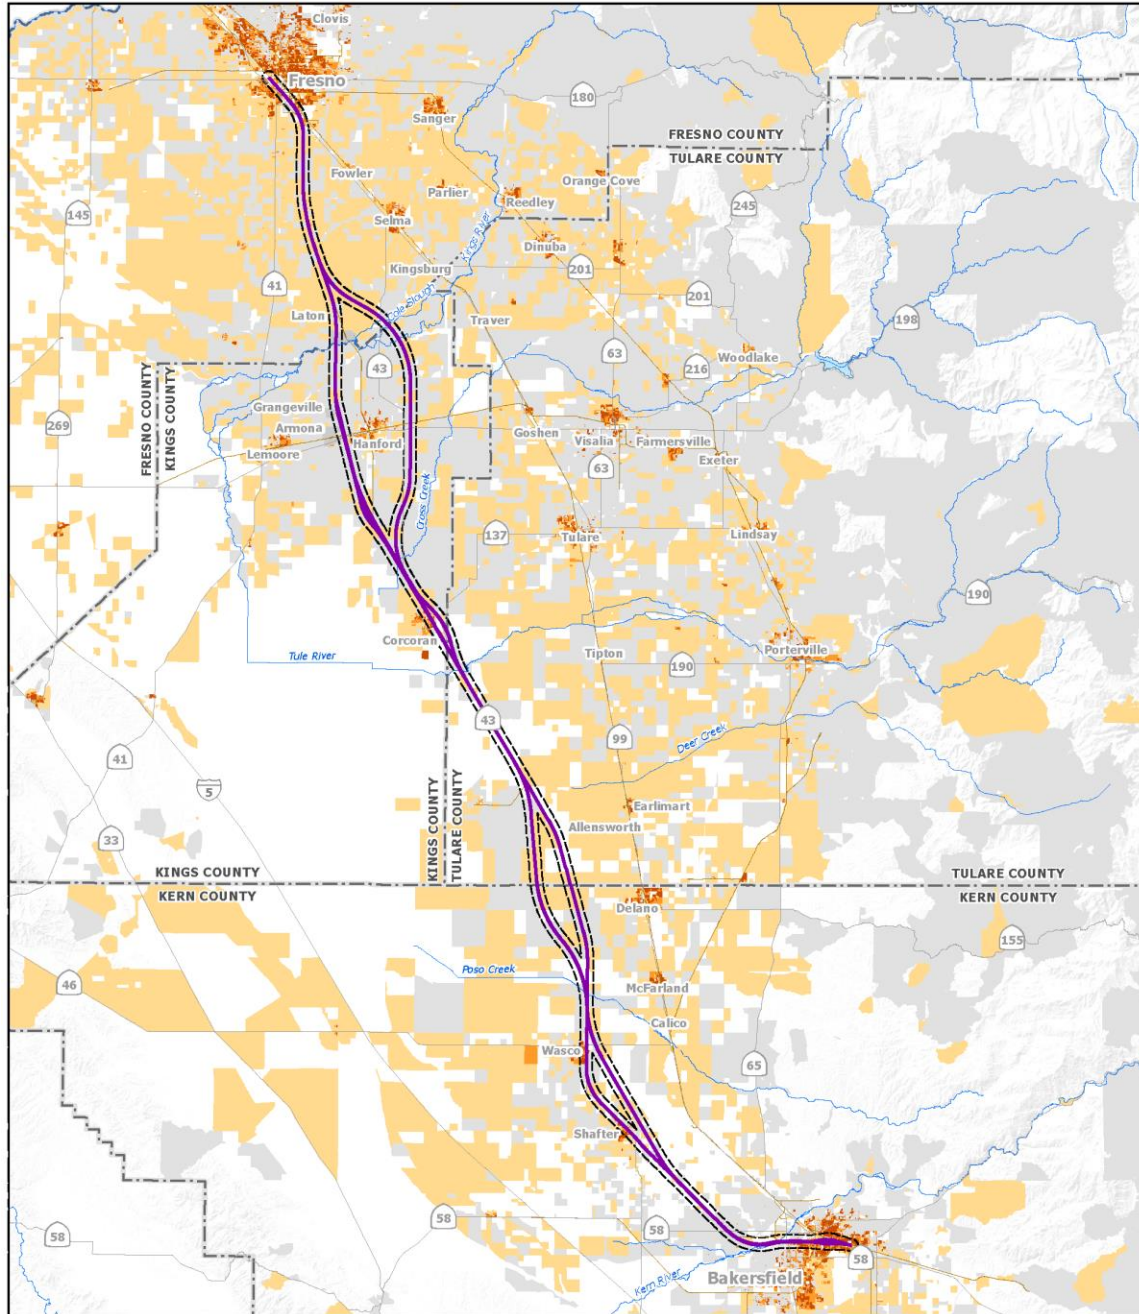 Clovis
Fresno
180
Sanger
FRESNO COUNTY
TULARE COUNTY
Fowler
Parlier
Orange Cove
Reedley
145
Selma
245
Kings River
Dinuba
Kingsburg
201
41
201
Cole Slough
Laton
Traver
198
63
Woodlake
43
216
FRESNO COUNTY
KINGS COUNTY
Grangeville
269
Armona
Goshen
Visalia
Farmersville
Hanford
Lemoore
63
Exeter
Cross Creek
137
Tulare
Lindsay
190
Corcoran
Tule River
Tipton
190
Porterville
43
99
Deer Creek
41
5
Earlimart
33
Allensworth
KINGS COUNTY
TULARE COUNTY
KINGS COUNTY
KERN COUNTY
TULARE COUNTY
KERN COUNTY
Delano
155
Poso Creek
46
McFarland
Calico
Wasco
65
Shafter
58
58
58
58
Bakersfield
Kern River